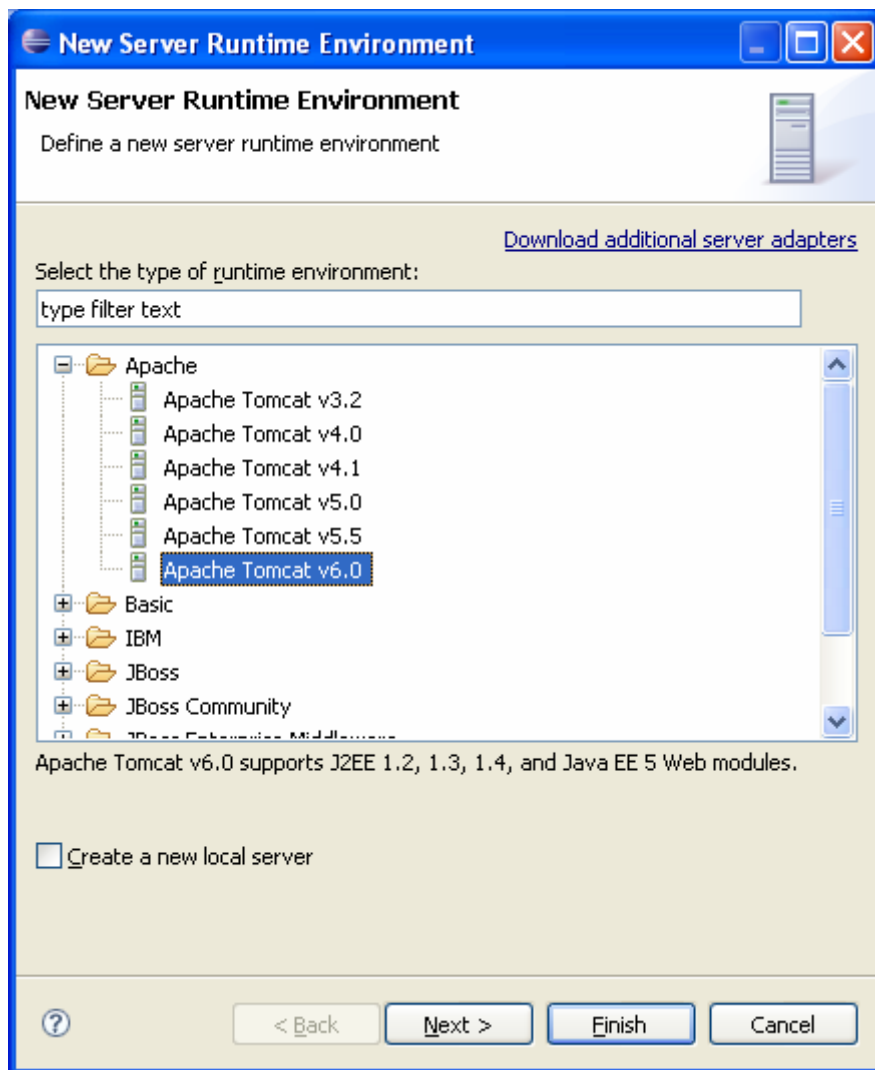 New Server Runtime Environment
New Server Runtime Environment
Define a new server runtime environment
Download additional server adapters
Select the type of runtime environment:
type filter text
Apache
Apache Tomcat v3.2
Apache Tomcat v4.0
Apache Tomcat v4.1
Apache Tomcat v5.0
Apache Tomcat v5.5
Apache Tomcat v6.0
Basic
IBM
JBoss
JBoss Community
JBoss Enterprise Middleware
Apache Tomcat v6.0 supports J2EE 1.2, 1.3, 1.4, and Java EE 5 Web modules.
Create a new local server
< Back Next > Finish Cancel